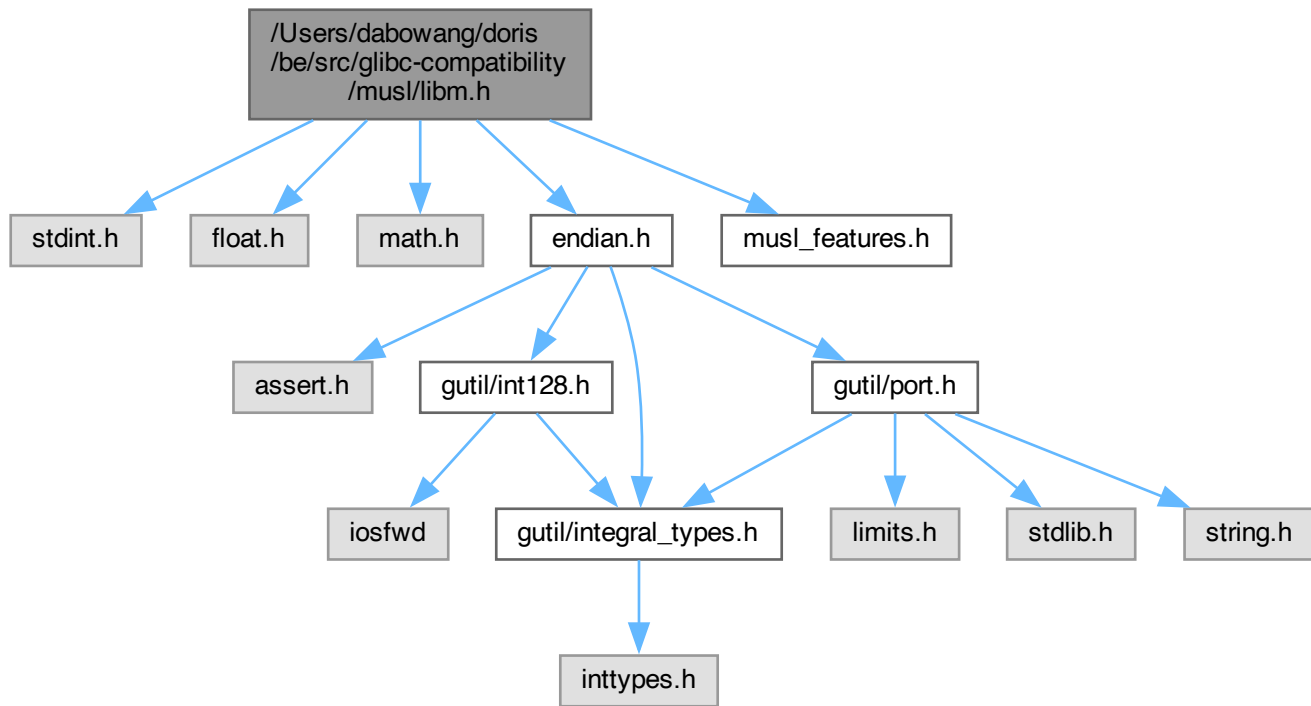 /Users/dabowang/doris
/be/src/glibc-compatibility
/musl/libm.h
stdint.h
float.h
math.h
endian.h
musl_features.h
assert.h
gutil/int128.h
gutil/port.h
iosfwd
gutil/integral_types.h
limits.h
stdlib.h
string.h
inttypes.h